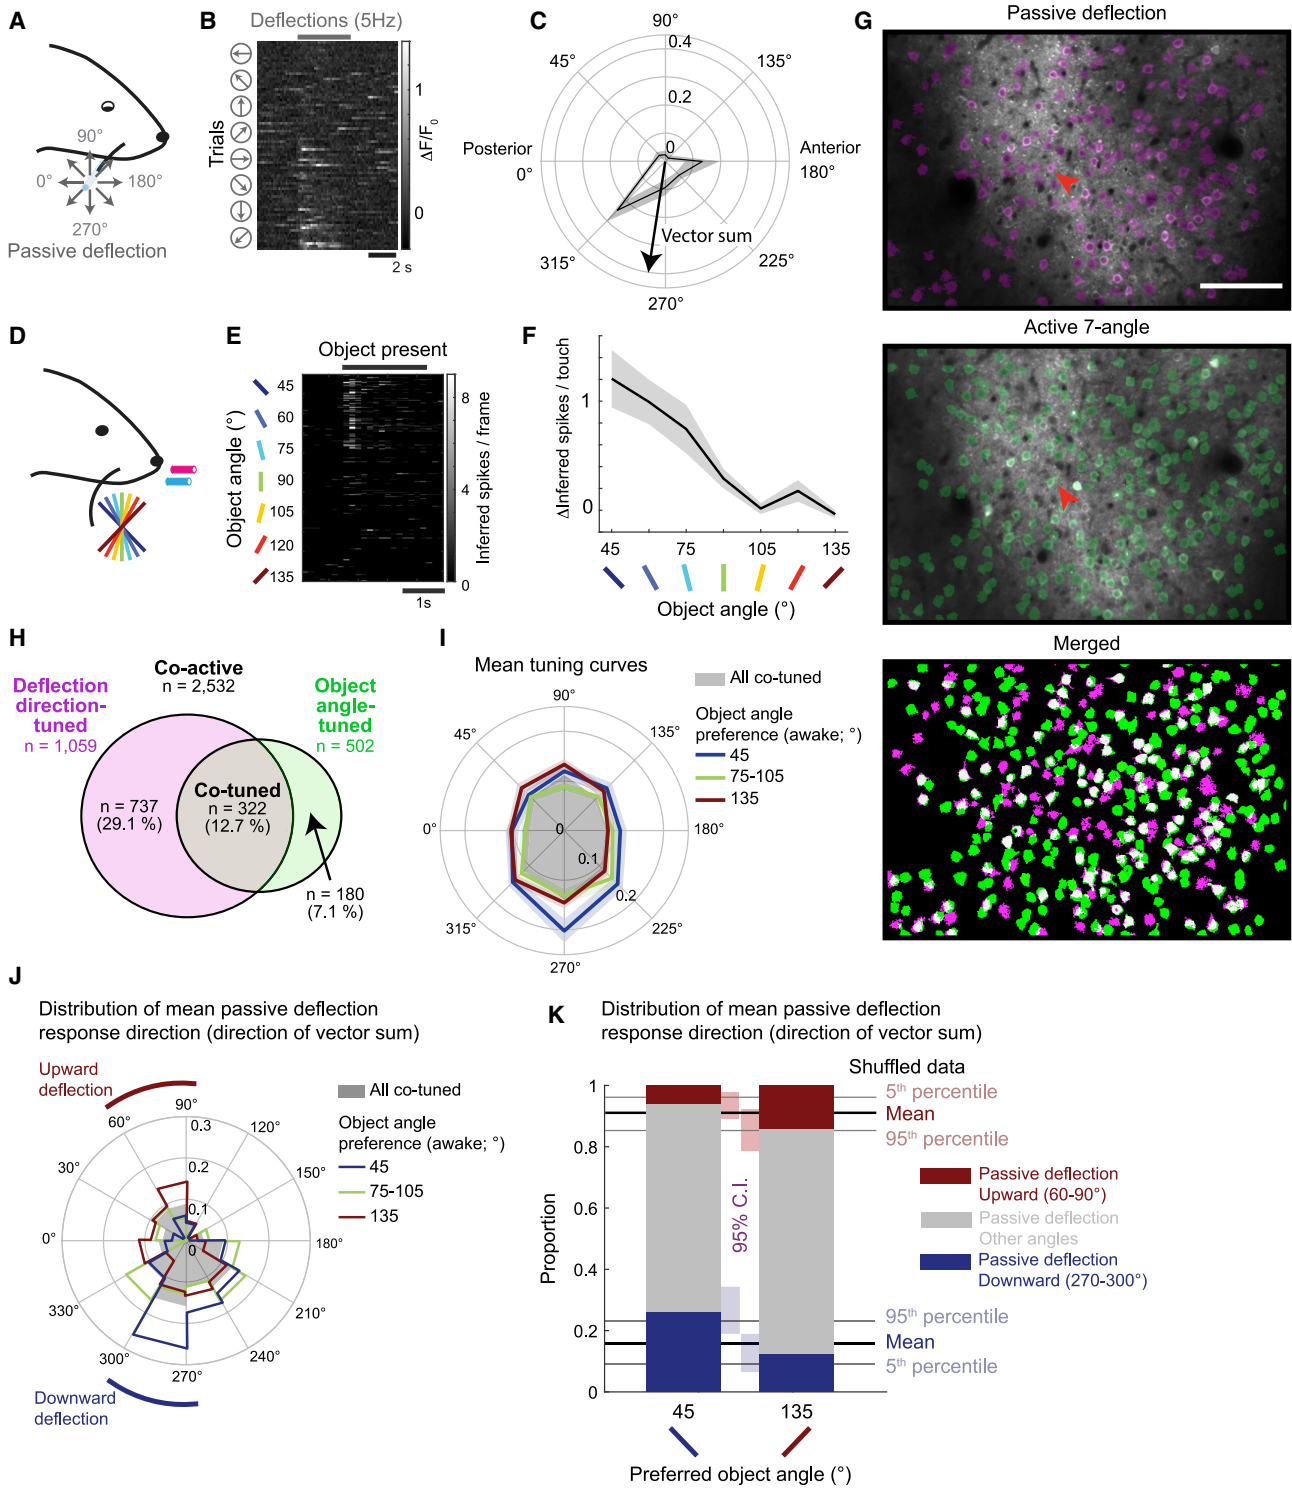 A
90°
0°
180°
270°
Passive deflection
B
Deflections (5Hz)
Trials
1
0
ΔF/F0
2 s
C
90°
0.4
45°
135°
0.2
0
Posterior
0°
Anterior
180°
Vector sum
315°
225°
270°
D
E
Object present
Object angle (°)
45
60
75
90
105
120
135
8
4
0
Inferred spikes / frame
1s
F
ΔInferred spikes / touch
1
0
45
75
105
135
Object angle (°)
G
Passive deflection
Active 7-angle
Merged
H
Co-active
n = 2,532
Deflection
direction-
tuned
n = 1,059
Object
angle-
tuned
n = 502
n = 737
(29.1 %)
Co-tuned
n = 322
(12.7 %)
n = 180
(7.1 %)
I
Mean tuning curves
90°
45°
135°
0°
0
180°
0.1
0.2
315°
225°
270°
All co-tuned
Object angle
preference (awake; °)
45
75-105
135
J
Distribution of mean passive deflection
response direction (direction of vector sum)
Upward
deflection
90°
60°
120°
0.3
30°
0.2
150°
0.1
0°
0
180°
330°
210°
300°
240°
270°
Downward
deflection
All co-tuned
Object angle
preference (awake; °)
45
75-105
135
K
Distribution of mean passive deflection
response direction (direction of vector sum)
Shuffled data
Proportion
1
0.8
0.6
0.4
0.2
0
95% C.I.
5th percentile
Mean
95th percentile
Passive deflection
Upward (60-90°)
Passive deflection
Other angles
Passive deflection
Downward (270-300°)
95th percentile
Mean
5th percentile
45
135
Preferred object angle (°)